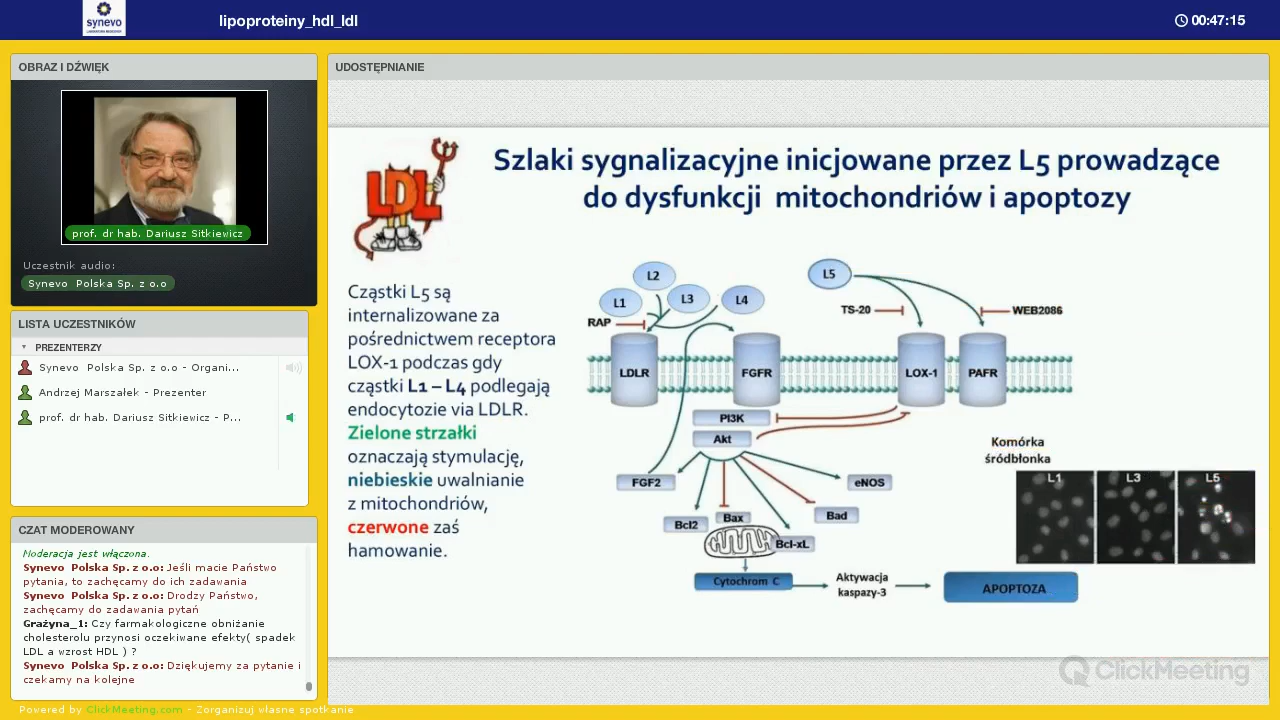 synevo
lipoproteiny_hdl_ldl
00:47:15
OBRAZ I DŹWIĘK
prof. dr hab. Dariusz Sitkiewicz
Uczestnik audio:
Synevo Polska Sp. z o.o
LISTA UCZESTNIKÓW
PREZENTERZY
Synevo Polska Sp. z o.o - Organi...
Andrzej Marszałek - Prezenter
prof. dr hab. Dariusz Sitkiewicz - P...
CZAT MODEROWANY
Moderacja jest włączona.
Synevo Polska Sp. z o.o: Jeśli macie Państwo
pytania, to zachęcamy do ich zadawania
Synevo Polska Sp. z o.o: Drodzy Państwo,
zachęcamy do zadawania pytań
Grażyna_1: Czy farmakologiczne obniżanie
cholesterolu przynosi oczekiwane efekty( spadek
LDL a wzrost HDL ) ?
Synevo Polska Sp. z o.o: Dziękujemy za pytanie i
czekamy na kolejne
Powered by ClickMeeting.com - Zorganizuj własne spotkanie
UDOSTĘPNIANIE
LDL
Szlaki sygnalizacyjne inicjowane przez L5 prowadzące
do dysfunkcji mitochondriów i apoptozy
Cząstki L5 są
internalizowane za
pośrednictwem receptora
LOX-1 podczas gdy
cząstki L1 – L4 podlegają
endocytozie via LDLR.
Zielone strzałki
oznaczają stymulację,
niebieskie uwalnianie
z mitochondriów,
czerwone zaś
hamowanie.
L2
L1
L3
L4
L5
RAP
TS-20
WEB2086
LDLR
FGFR
LOX-1
PAFR
PI3K
Akt
FGF2
eNOS
Bcl2
Bax
Bad
Bcl-xL
Cytochrom C
Aktywacja
kaspazy-3
APOPTOZA
Komórka
śródbłonka
L1
L3
L5
ClickMeeting